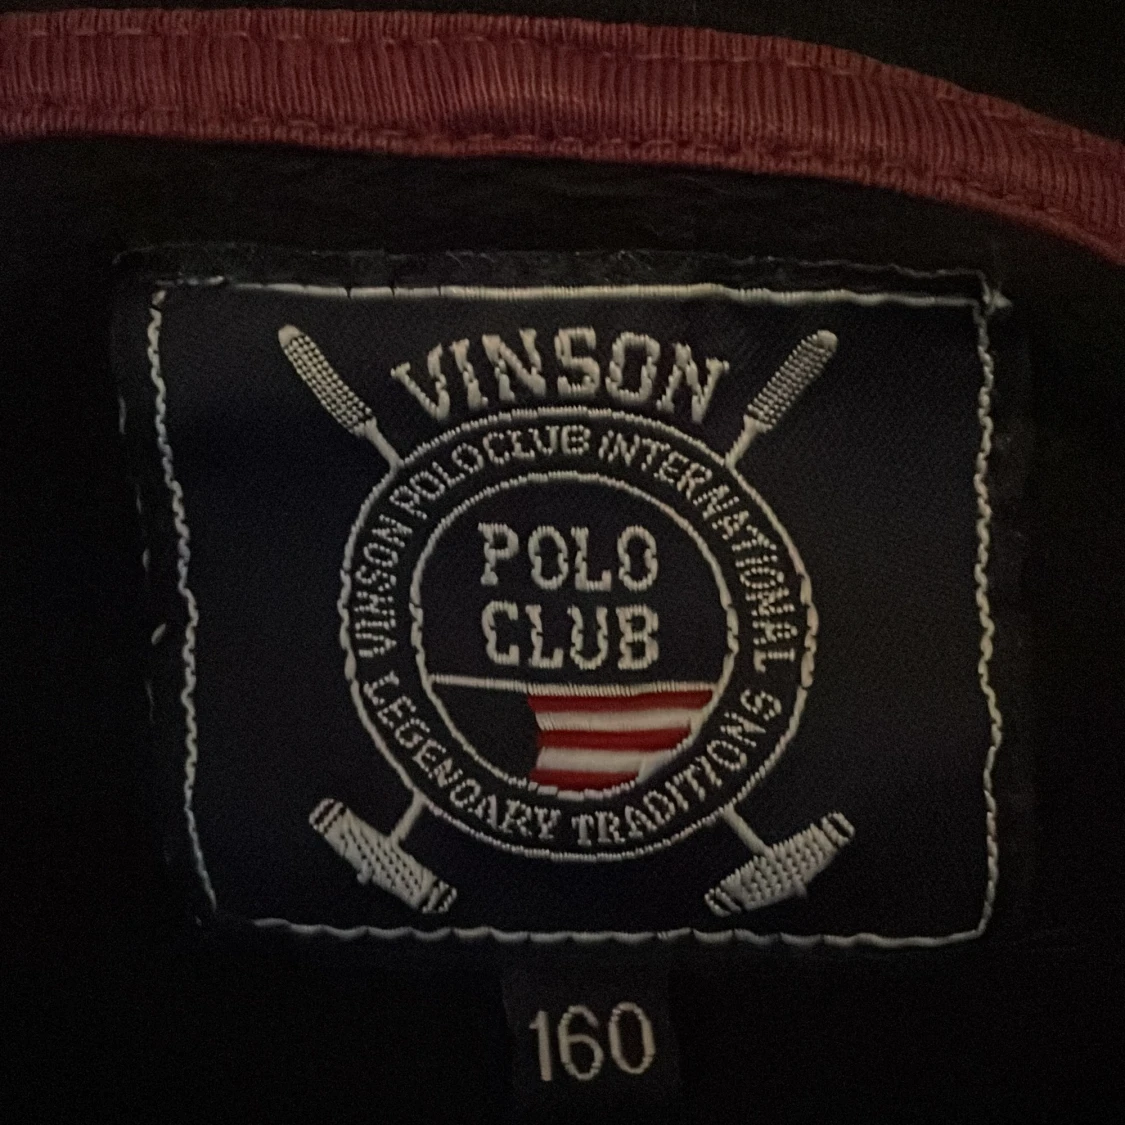 VINSON
VINSON POLO CLUB INTERNATIONAL
POLO
CLUB
LEGENDARY TRADITIONS
160